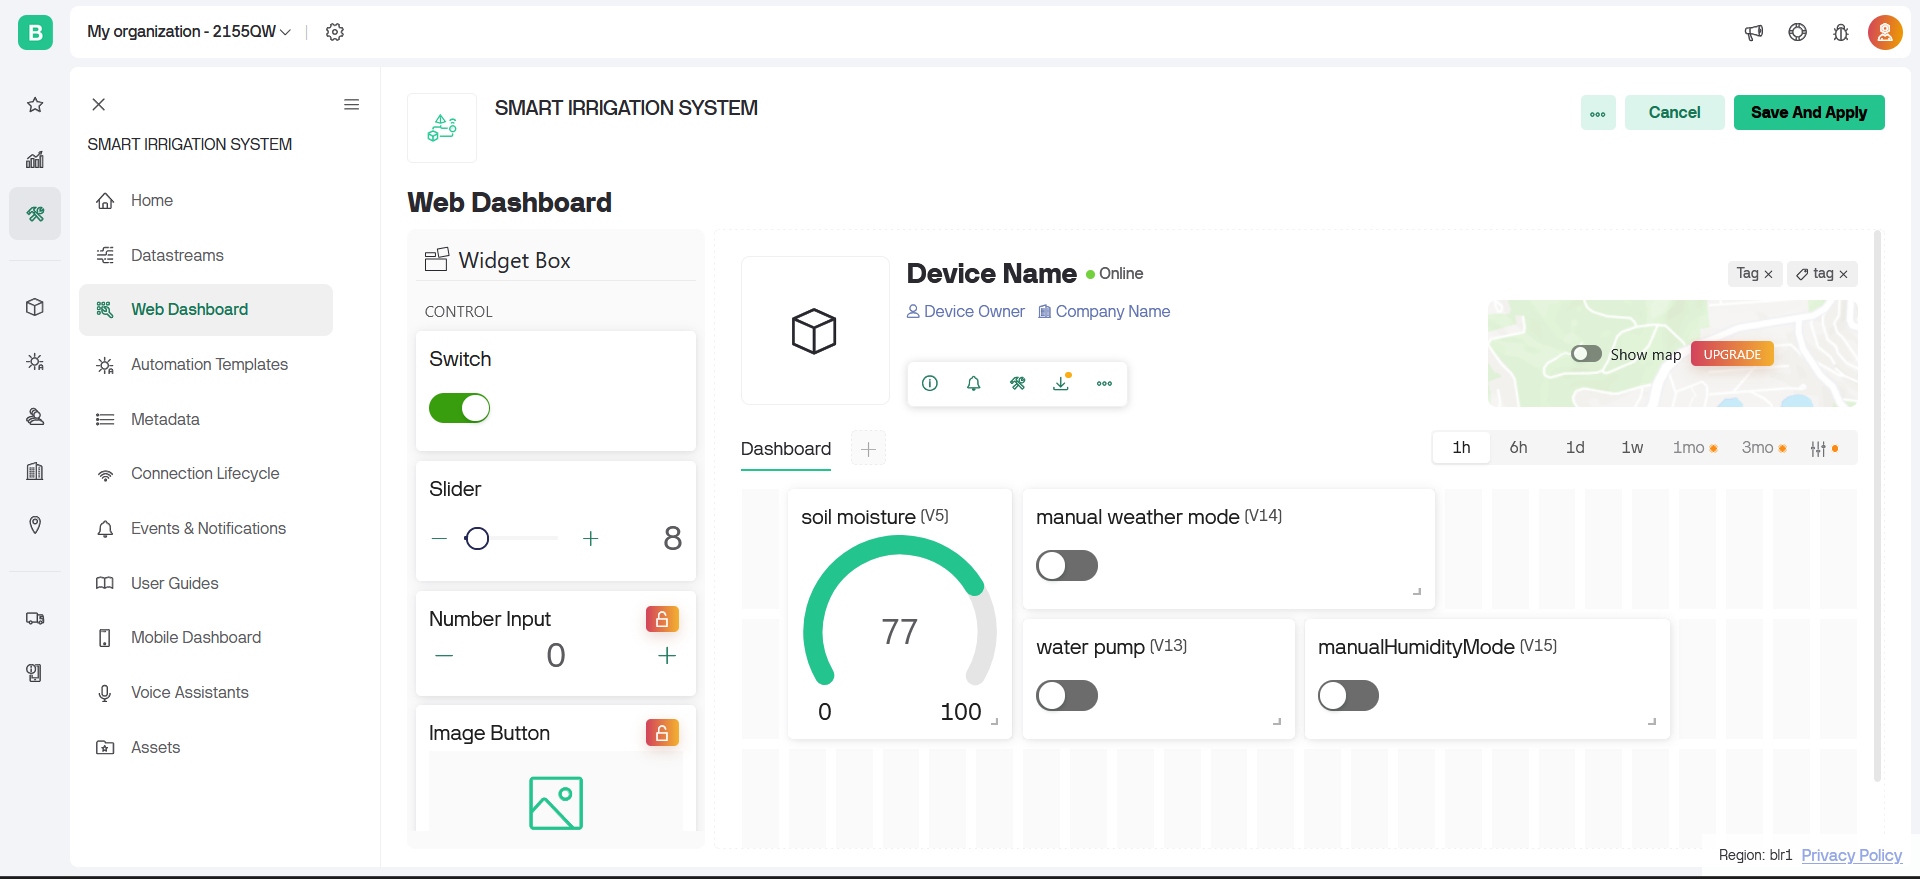 B
My organization - 2155QW
SMART IRRIGATION SYSTEM
Home
Datastreams
Web Dashboard
Automation Templates
Metadata
Connection Lifecycle
Events & Notifications
User Guides
Mobile Dashboard
Voice Assistants
Assets
SMART IRRIGATION SYSTEM
Cancel
Save And Apply
Web Dashboard
Widget Box
CONTROL
Switch
Slider
8
Number Input
0
Image Button
Device Name
Online
Device Owner
Company Name
Tag ×
tag ×
Show map
UPGRADE
Dashboard
1h 6h 1d 1w 1mo 3mo
soil moisture (V5)
77
0 100
manual weather mode (V14)
water pump (V13)
manualHumidityMode (V15)
Region: blr1 Privacy Policy